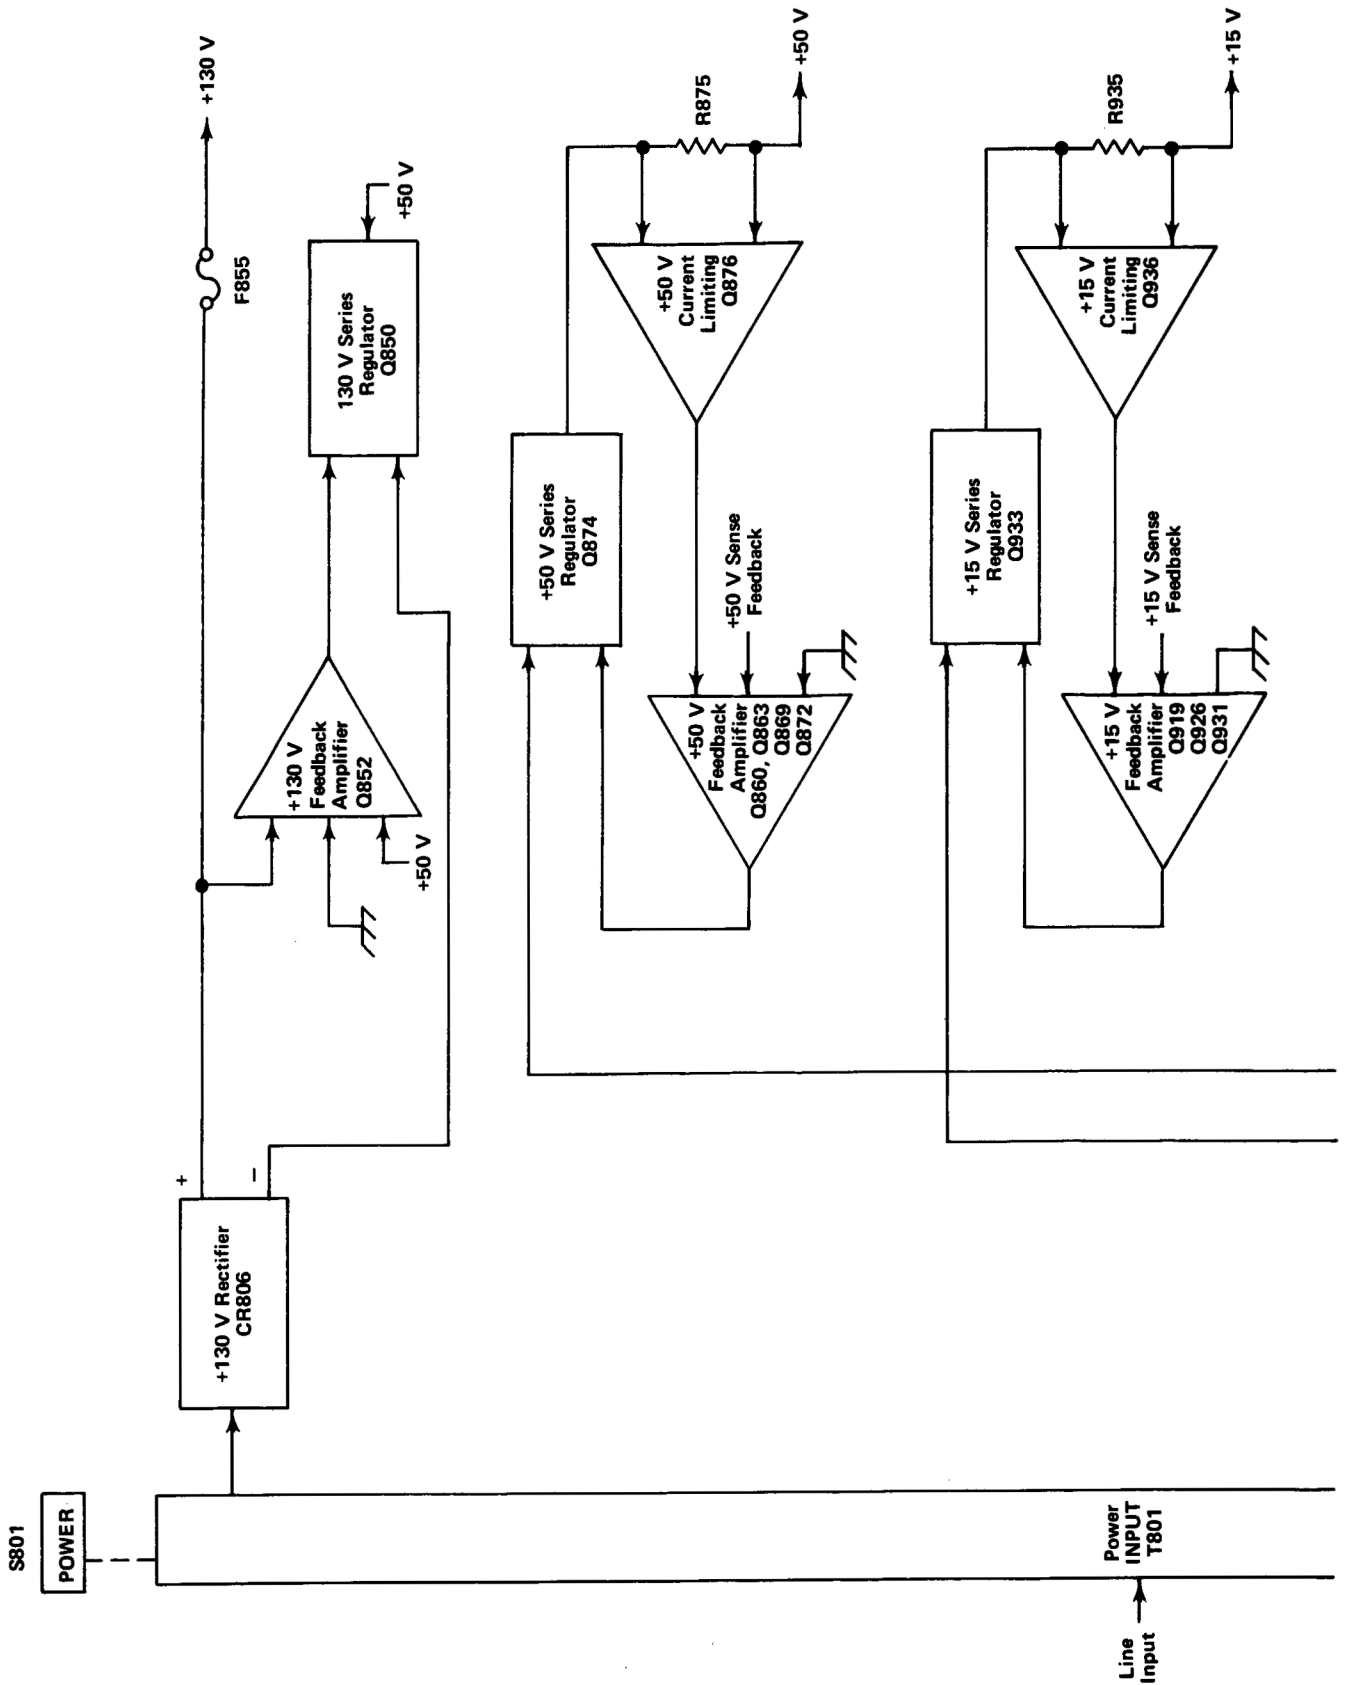 S801
POWER
Line
Input
Power
INPUT
T801
+130 V Rectifier
CR806
+
−
+130 V
Feedback
Amplifier
Q852
+50 V
130 V Series
Regulator
Q850
+50 V
F855
+130 V
+50 V Series
Regulator
Q874
+50 V
Feedback
Amplifier
Q860, Q863
Q869
Q872
+50 V Sense
Feedback
+50 V
Current
Limiting
Q876
R875
+50 V
+15 V Series
Regulator
Q933
+15 V
Feedback
Amplifier
Q919
Q926
Q931
+15 V Sense
Feedback
+15 V
Current
Limiting
Q936
R935
+15 V